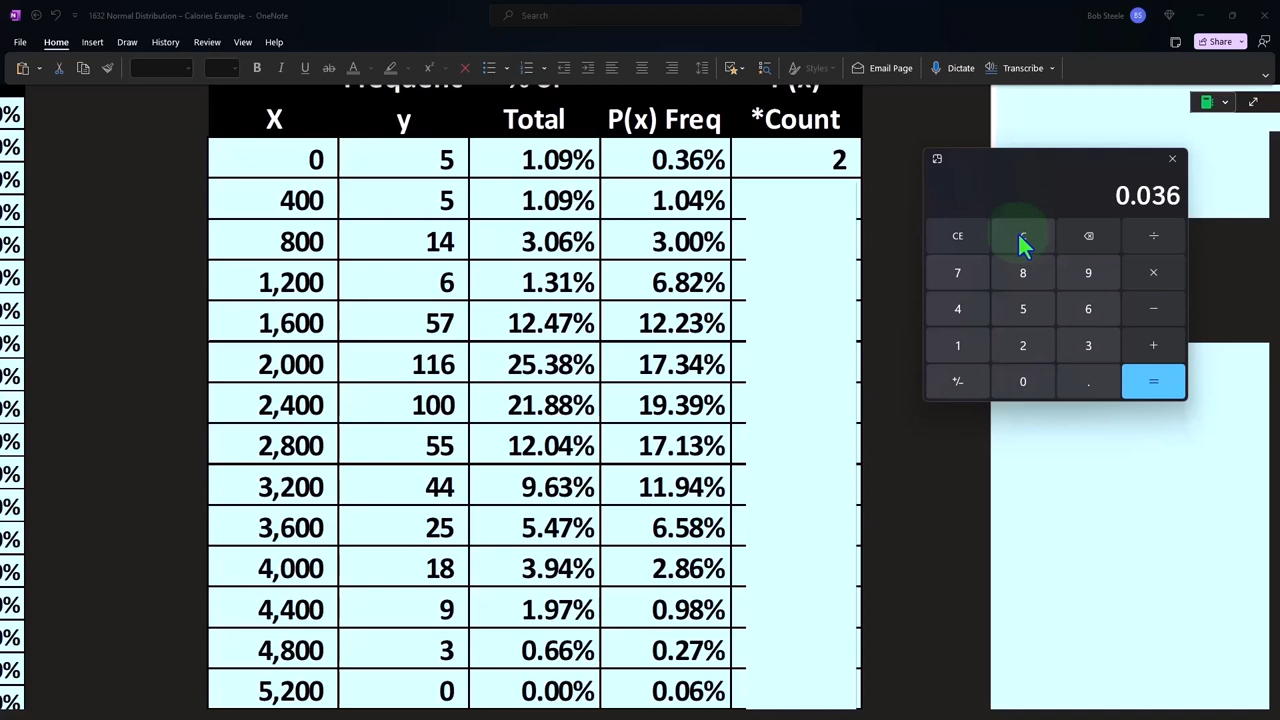 1632 Normal Distribution – Calories Example - OneNote
Search
Bob Steele BS
File Home Insert Draw History Review View Help
Share
B I U ab A x² Styles Email Page Dictate Transcribe
Total P(x) Freq *Count
X y
0 5 1.09% 0.36% 2
400 5 1.09% 1.04%
800 14 3.06% 3.00%
1,200 6 1.31% 6.82%
1,600 57 12.47% 12.23%
2,000 116 25.38% 17.34%
2,400 100 21.88% 19.39%
2,800 55 12.04% 17.13%
3,200 44 9.63% 11.94%
3,600 25 5.47% 6.58%
4,000 18 3.94% 2.86%
4,400 9 1.97% 0.98%
4,800 3 0.66% 0.27%
5,200 0 0.00% 0.06%
0.036
CE C ÷
7 8 9 ×
4 5 6 −
1 2 3 +
+/− 0 . =